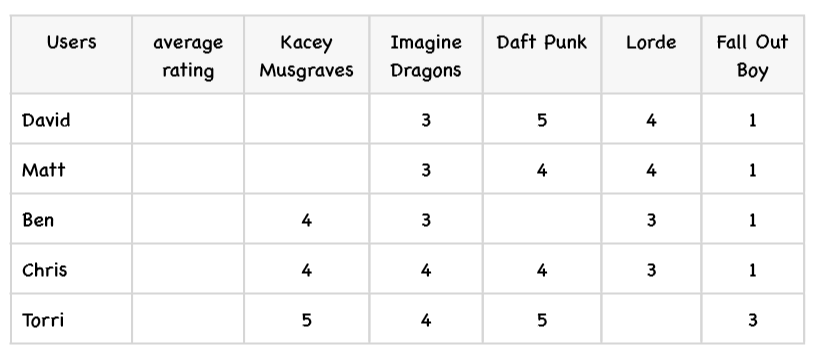 Users average rating Kacey Musgraves Imagine Dragons Daft Punk Lorde Fall Out Boy
David 3 5 4 1
Matt 3 4 4 1
Ben 4 3 3 1
Chris 4 4 4 3 1
Torri 5 4 5 3